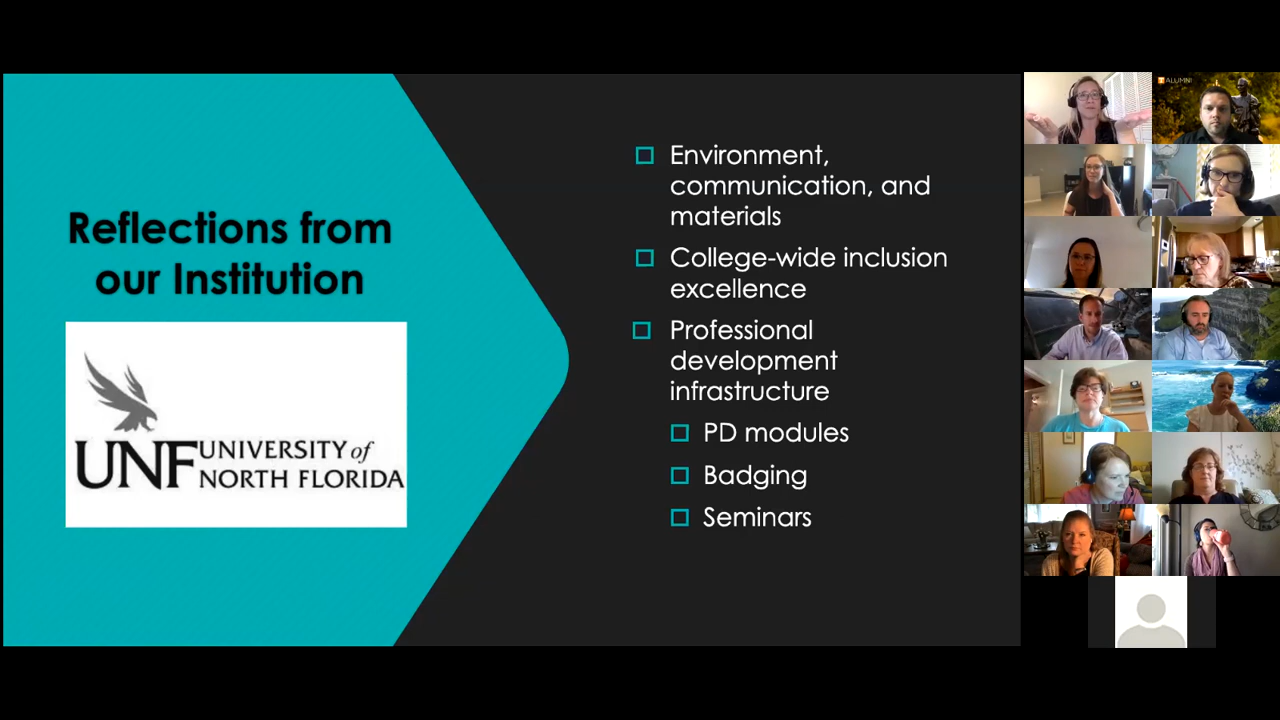 Reflections from
our Institution
UNF UNIVERSITY of
NORTH FLORIDA
Environment,
communication, and
materials
College-wide inclusion
excellence
Professional
development
infrastructure
PD modules
Badging
Seminars
ALUMNI